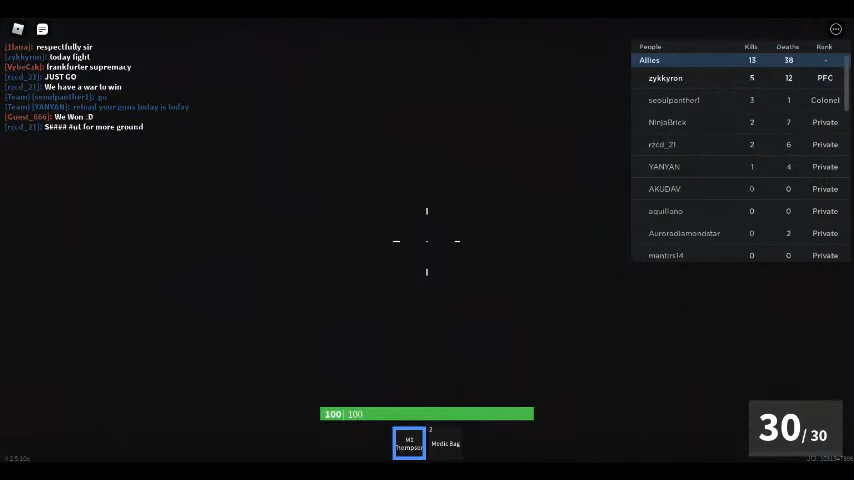 [1lana]: respectfully sir
[zykkyron]: today fight
[VybeCzk]: frankfurter supremacy
[rzcd_21]: JUST GO
[rzcd_21]: We have a war to win
[Team] [seoulpanther1]: go
[Team] [YANYAN]: reload your guns today is today
[Guest_666]: We Won :D
[rzcd_21]: S#### #ut for more ground
People Kills Deaths Rank
Allies 13 38 -
zykkyron 5 12 PFC
seoulpanther1 3 1 Colonel
NinjaBrick 2 7 Private
rzcd_21 2 6 Private
YANYAN 1 4 Private
AKUDAV 0 0 Private
aquillano 0 0 Private
Auroradiamondstar 0 2 Private
mantirs14 0 0 Private
100 | 100
M1 Thompson
2
Medic Bag
30 / 30